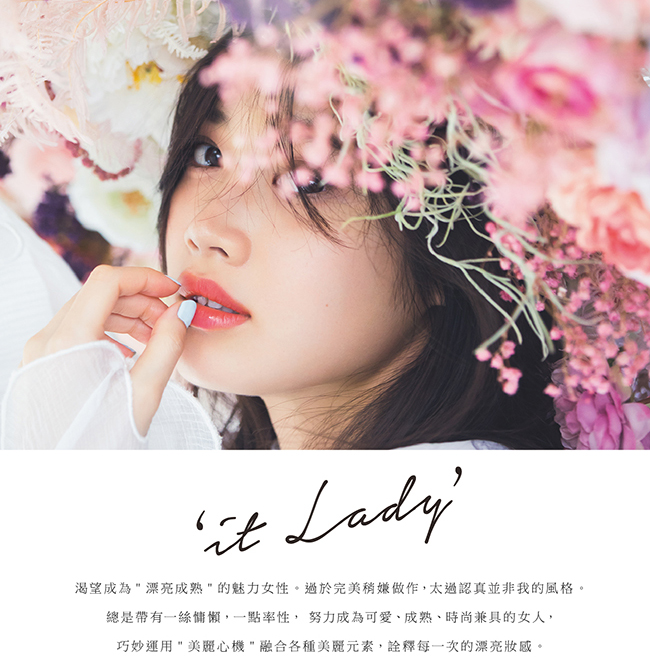 'it Lady'
渴望成為"漂亮成熟"的魅力女性。過於完美稍嫌做作,太過認真並非我的風格。
總是帶有一絲慵懶,一點率性, 努力成為可愛、成熟、時尚兼具的女人,
巧妙運用"美麗心機"融合各種美麗元素,詮釋每一次的漂亮妝感。